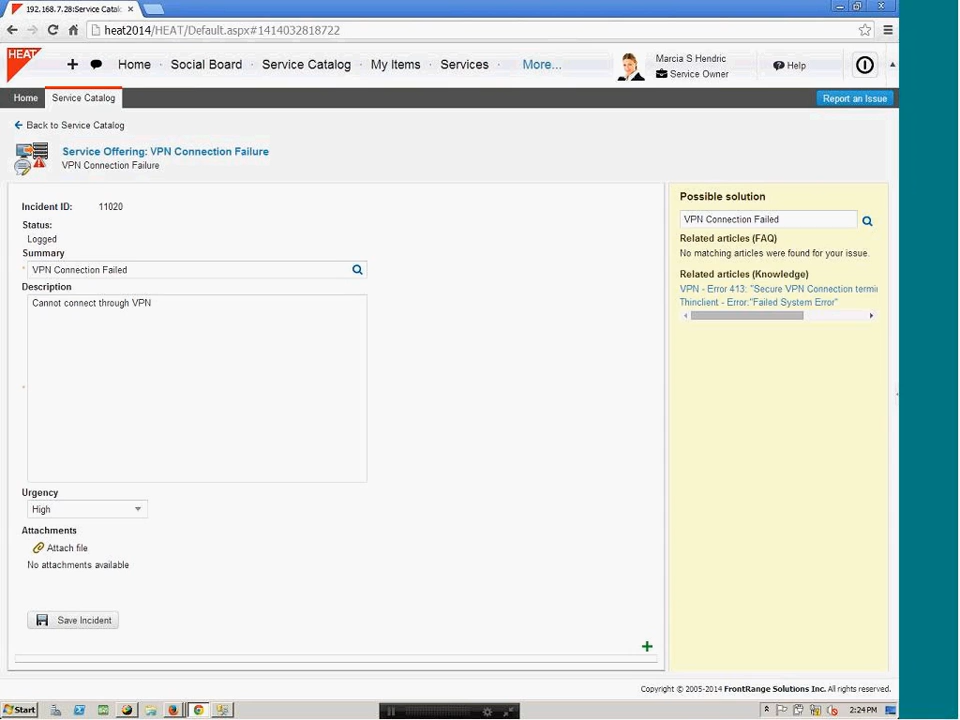 192.168.7.28:Service Catalo
heat2014/HEAT/Default.aspx#1414032818722
HEAT
Home
Social Board
Service Catalog
My Items
Services
More...
Marcia S Hendric
Service Owner
Help
Home
Service Catalog
Report an Issue
Back to Service Catalog
Service Offering: VPN Connection Failure
VPN Connection Failure
Incident ID: 11020
Status:
Logged
Summary
VPN Connection Failed
Description
Cannot connect through VPN
Urgency
High
Attachments
Attach file
No attachments available
Save Incident
Possible solution
VPN Connection Failed
Related articles (FAQ)
No matching articles were found for your issue.
Related articles (Knowledge)
VPN - Error 413: "Secure VPN Connection termi
Thinclient - Error:"Failed System Error"
Copyright © 2005-2014 FrontRange Solutions Inc. All rights reserved.
Start
2:24 PM